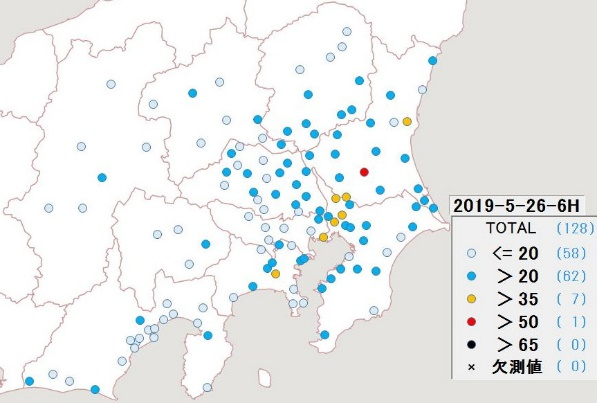 2019-5-26-6H
TOTAL (128)
<= 20 (58)
> 20 (62)
> 35 ( 7)
> 50 ( 1)
> 65 ( 0)
× 欠測値 ( 0)